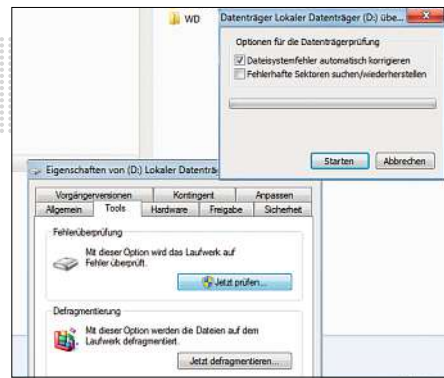 WD
Datenträger Lokaler Datenträger (D:) übe...
Optionen für die Datenträgerprüfung
Dateisystemfehler automatisch korrigieren
Fehlerhafte Sektoren suchen/wiederherstellen
Starten
Abbrechen
Eigenschaften von (D:) Lokaler Datenträ
Vorgängerversionen
Kontingent
Anpassen
Allgemein
Tools
Hardware
Freigabe
Sicherheit
Fehlerüberprüfung
Mit dieser Option wird das Laufwerk auf
Fehler überprüft.
Jetzt prüfen...
Defragmentierung
Mit dieser Option werden die Dateien auf dem
Laufwerk defragmentiert.
Jetzt defragmentieren...